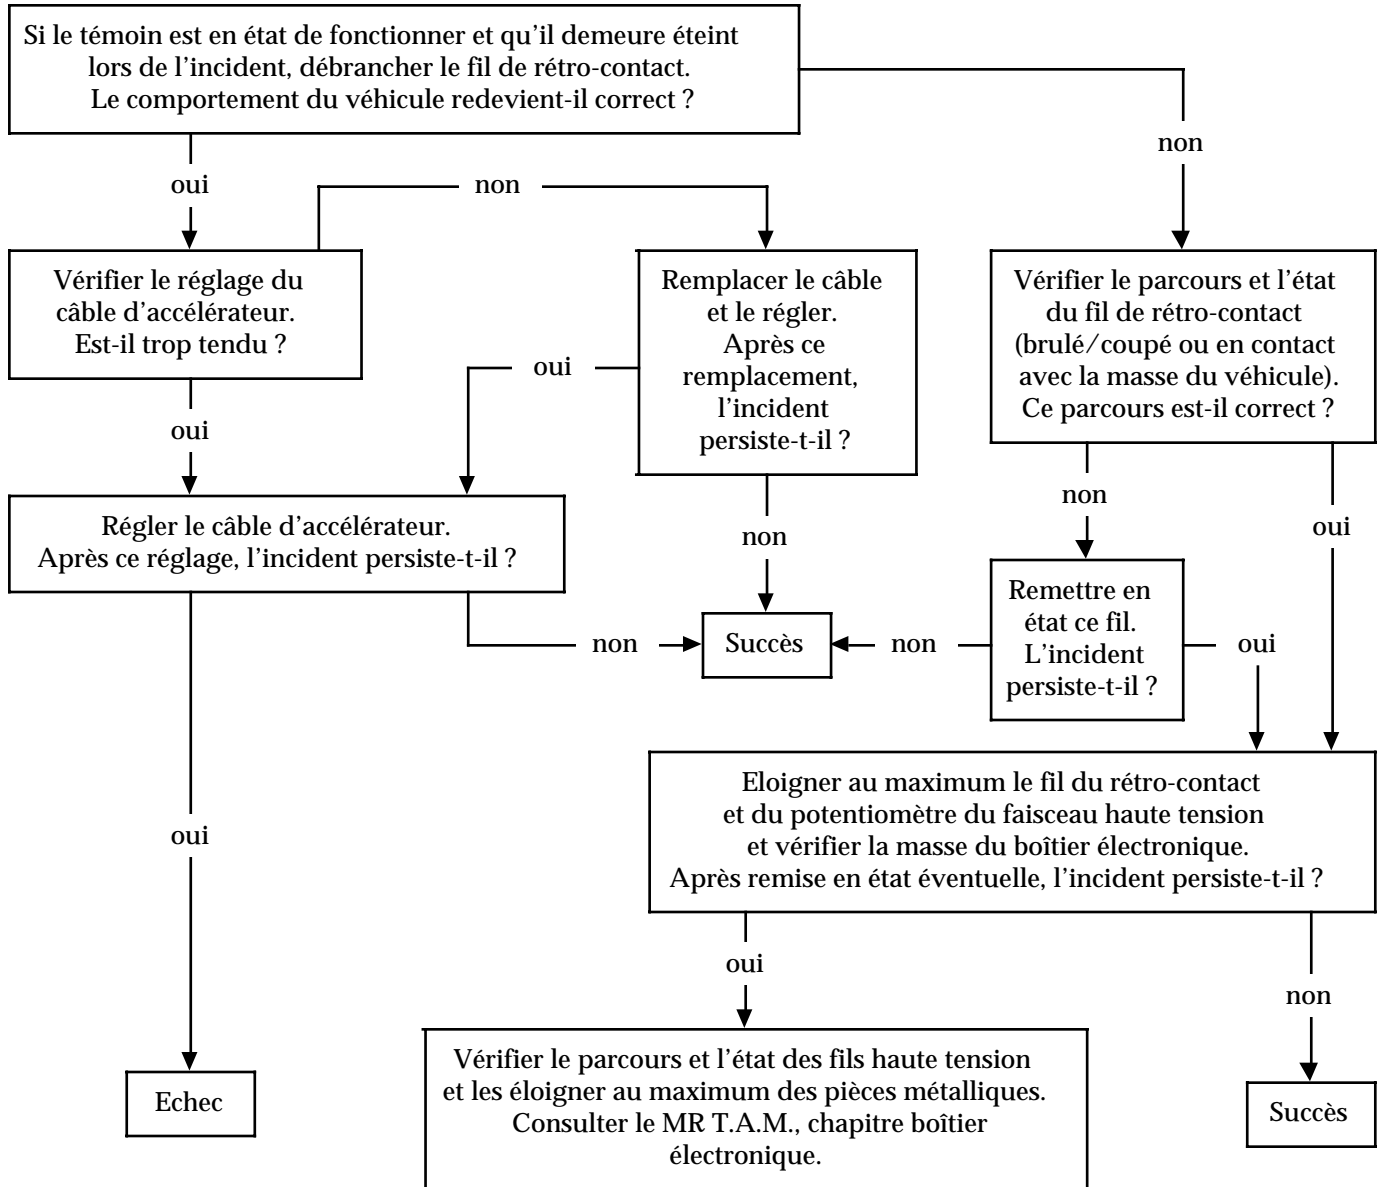 Si le témoin est en état de fonctionner et qu'il demeure éteint
lors de l'incident, débrancher le fil de rétro-contact.
Le comportement du véhicule redevient-il correct ?
non
oui
non
Vérifier le réglage du
câble d'accélérateur.
Est-il trop tendu ?
Remplacer le câble
et le régler.
Après ce
remplacement,
l'incident
persiste-t-il ?
Vérifier le parcours et l'état
du fil de rétro-contact
(brulé/coupé ou en contact
avec la masse du véhicule).
Ce parcours est-il correct ?
oui
oui
non
oui
Régler le câble d'accélérateur.
Après ce réglage, l'incident persiste-t-il ?
non
Remettre en
état ce fil.
L'incident
persiste-t-il ?
non
Succès
non
oui
Eloigner au maximum le fil du rétro-contact
et du potentiomètre du faisceau haute tension
et vérifier la masse du boîtier électronique.
Après remise en état éventuelle, l'incident persiste-t-il ?
oui
oui
non
Vérifier le parcours et l'état des fils haute tension
et les éloigner au maximum des pièces métalliques.
Consulter le MR T.A.M., chapitre boîtier
électronique.
Echec
Succès